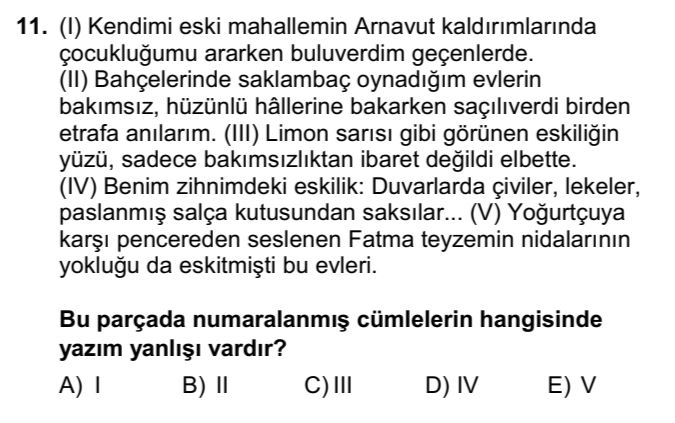 11. (I) Kendimi eski mahallemin Arnavut kaldırımlarında
çocukluğumu ararken buluverdim geçenlerde.
(II) Bahçelerinde saklambaç oynadığım evlerin
bakımsız, hüzünlü hâllerine bakarken saçılıverdi birden
etrafa anılarım. (III) Limon sarısı gibi görünen eskiliğin
yüzü, sadece bakımsızlıktan ibaret değildi elbette.
(IV) Benim zihnimdeki eskilik: Duvarlarda çiviler, lekeler,
paslanmış salça kutusundan saksılar... (V) Yoğurtçuya
karşı pencereden seslenen Fatma teyzemin nidalarının
yokluğu da eskitmişti bu evleri.
Bu parçada numaralanmış cümlelerin hangisinde
yazım yanlışı vardır?
A) I B) II C) III D) IV E) V